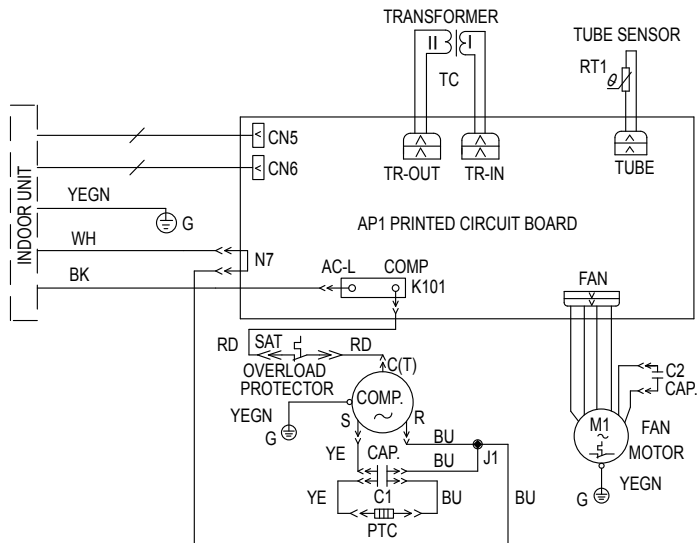 TRANSFORMER
TUBE SENSOR
II
I
RT1
θ
TC
CN5
CN6
TR-OUT
TR-IN
TUBE
INDOOR UNIT
YEGN
G
AP1 PRINTED CIRCUIT BOARD
WH
N7
BK
AC-L
COMP
K101
FAN
RD
SAT
RD
OVERLOAD
PROTECTOR
C(T)
COMP.
~
C2
CAP.
YEGN
G
S
R
M1
~
FAN
MOTOR
YE
CAP.
BU
BU
J1
YE
C1
BU
BU
PTC
G
YEGN